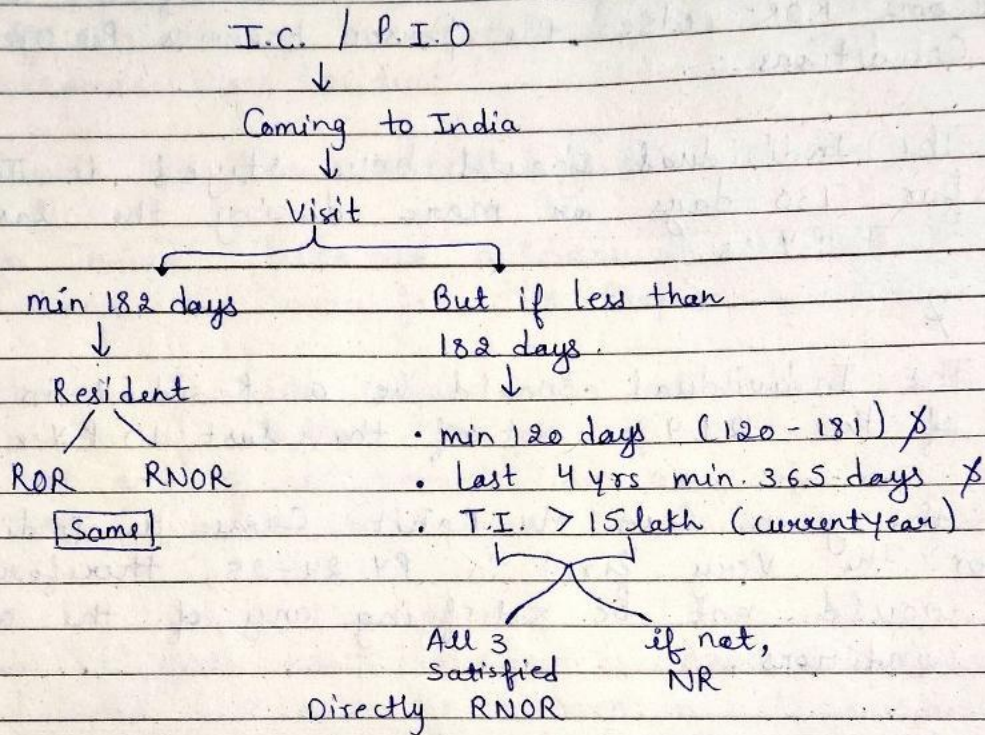 I.C. / P.I.O
↓
Coming to India
↓
Visit
min 182 days
↓
Resident
ROR RNOR
Same
But if less than
182 days.
↓
• min 120 days (120 - 181) &
• Last 4 yrs min. 365 days &
• T.I. > 15 lakh (current year)
All 3
Satisfied
Directly RNOR
if not,
NR